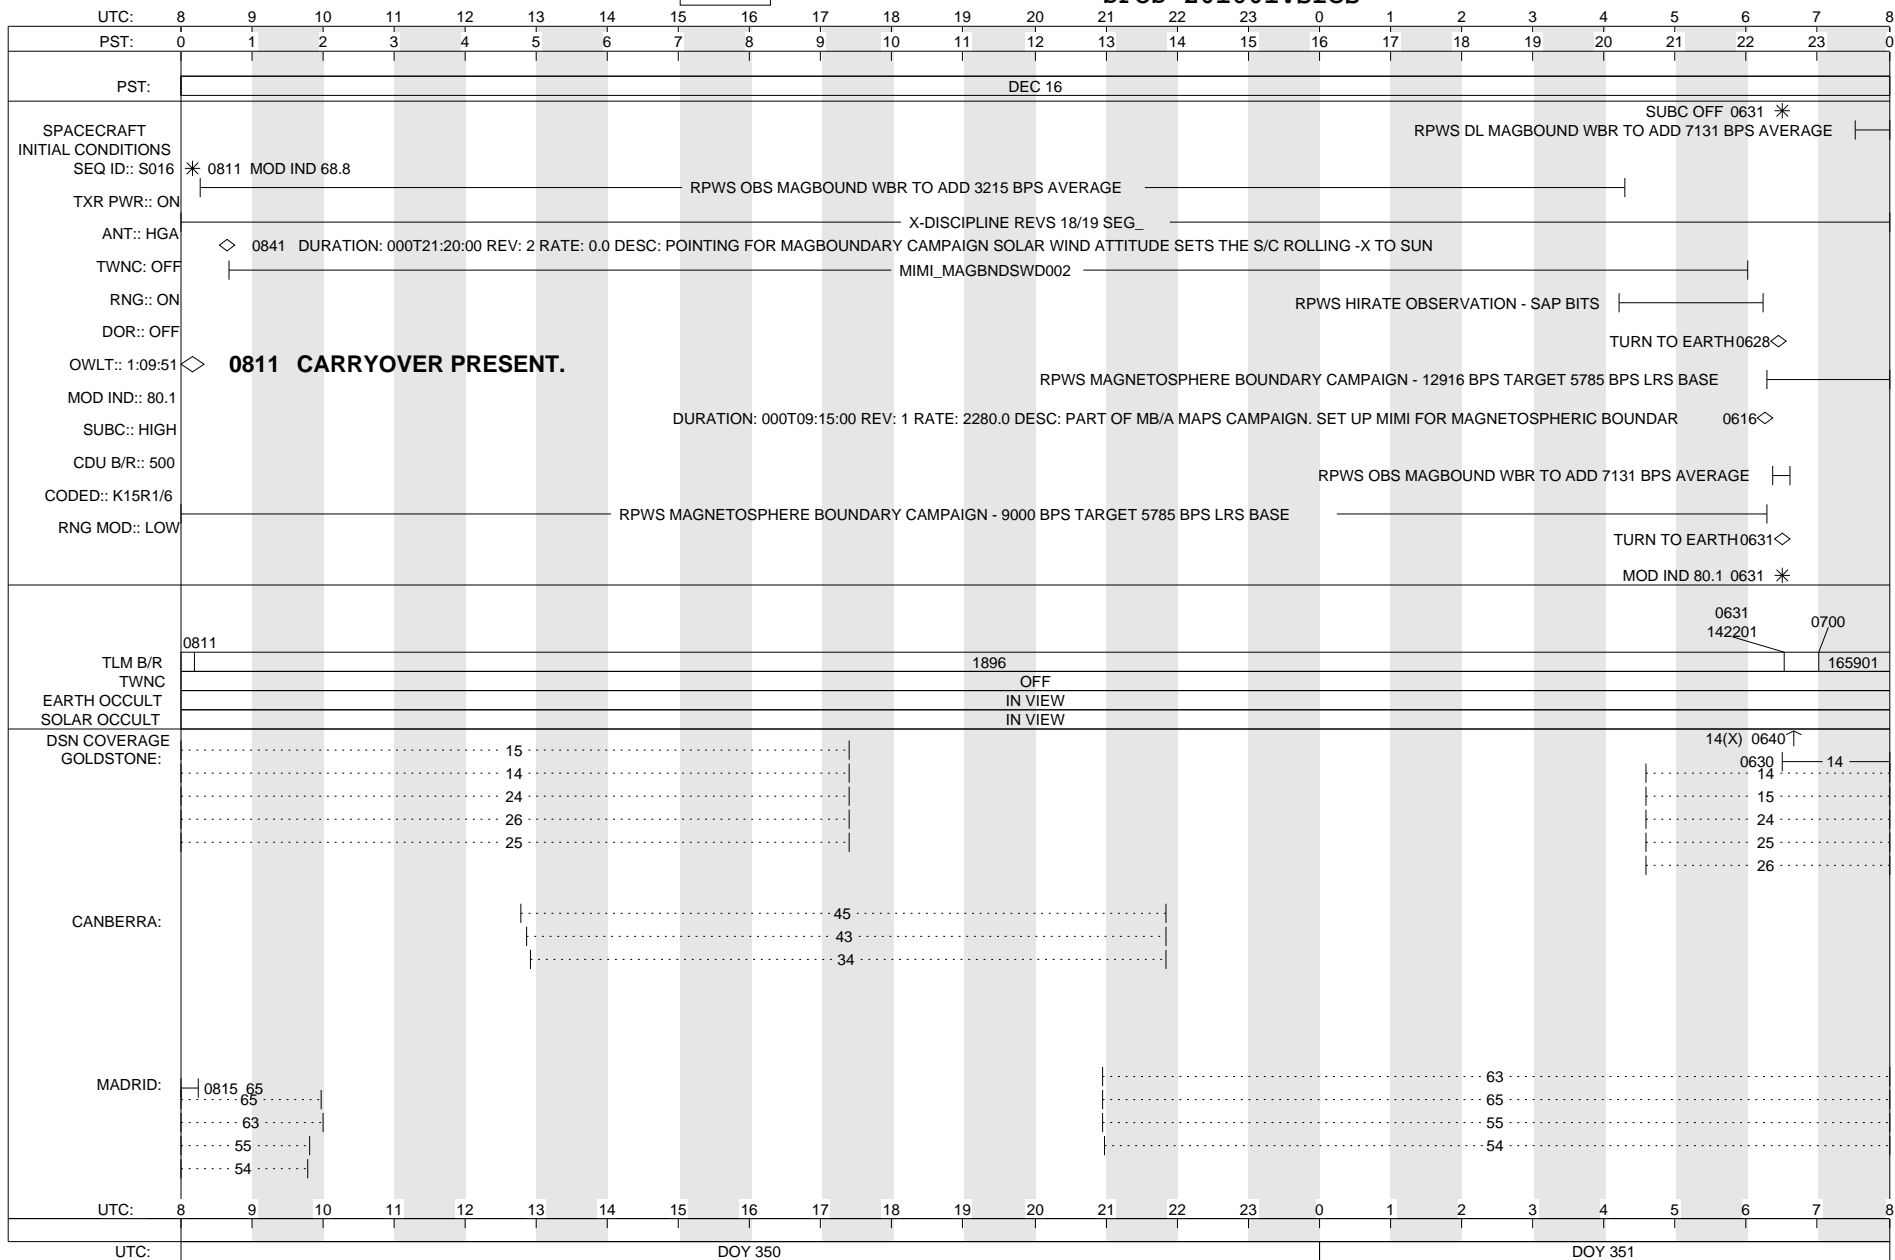 UTC: 8 9 10 11 12 13 14 15 16 17 18 19 20 21 22 23 0 1 2 3 4 5 6 7 8
PST: 0 1 2 3 4 5 6 7 8 9 10 11 12 13 14 15 16 17 18 19 20 21 22 23 0
PST: DEC 16
SUBC OFF 0631
SPACECRAFT RPWS DL MAGBOUND WBR TO ADD 7131 BPS AVERAGE
INITIAL CONDITIONS
SEQ ID:: S016 0811 MOD IND 68.8
RPWS OBS MAGBOUND WBR TO ADD 3215 BPS AVERAGE
TXR PWR:: ON
X-DISCIPLINE REVS 18/19 SEG_
ANT:: HGA
0841 DURATION: 000T21:20:00 REV: 2 RATE: 0.0 DESC: POINTING FOR MAGBOUNDARY CAMPAIGN SOLAR WIND ATTITUDE SETS THE S/C ROLLING -X TO SUN
TWNC: OFF MIMI_MAGBNDSWD002
RNG:: ON RPWS HIRATE OBSERVATION - SAP BITS
DOR:: OFF
TURN TO EARTH 0628
OWLT:: 1:09:51 0811 CARRYOVER PRESENT.
RPWS MAGNETOSPHERE BOUNDARY CAMPAIGN - 12916 BPS TARGET 5785 BPS LRS BASE
MOD IND:: 80.1
DURATION: 000T09:15:00 REV: 1 RATE: 2280.0 DESC: PART OF MB/A MAPS CAMPAIGN. SET UP MIMI FOR MAGNETOSPHERIC BOUNDAR 0616
SUBC:: HIGH
CDU B/R:: 500
RPWS OBS MAGBOUND WBR TO ADD 7131 BPS AVERAGE
CODED:: K15R1/6
RPWS MAGNETOSPHERE BOUNDARY CAMPAIGN - 9000 BPS TARGET 5785 BPS LRS BASE
RNG MOD:: LOW
TURN TO EARTH 0631
MOD IND 80.1 0631
0631
142201 0700
0811
TLM B/R 1896 165901
TWNC OFF
EARTH OCCULT IN VIEW
SOLAR OCCULT IN VIEW
DSN COVERAGE 14(X) 0640
GOLDSTONE: 15
0630 14
14 14
24 15
26 24
25 25
26
CANBERRA: 45
43
34
MADRID: 63
0815 65
65 65
63 55
55 54
54
UTC: 8 9 10 11 12 13 14 15 16 17 18 19 20 21 22 23 0 1 2 3 4 5 6 7 8
UTC: DOY 350 DOY 351